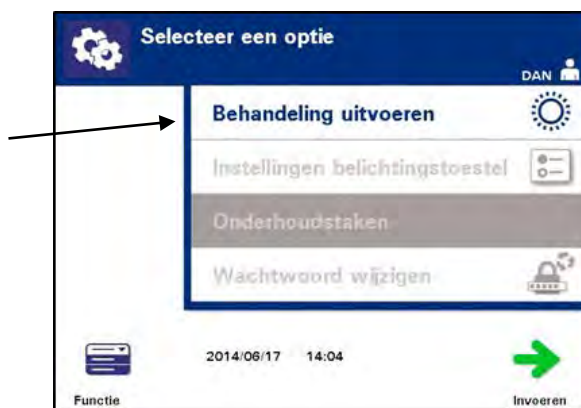 Selecteer een optie
DAN
Behandeling uitvoeren
Instellingen belichtingstoestel
Onderhoudstaken
Wachtwoord wijzigen
2014/06/17 14:04
Functie
Invoeren